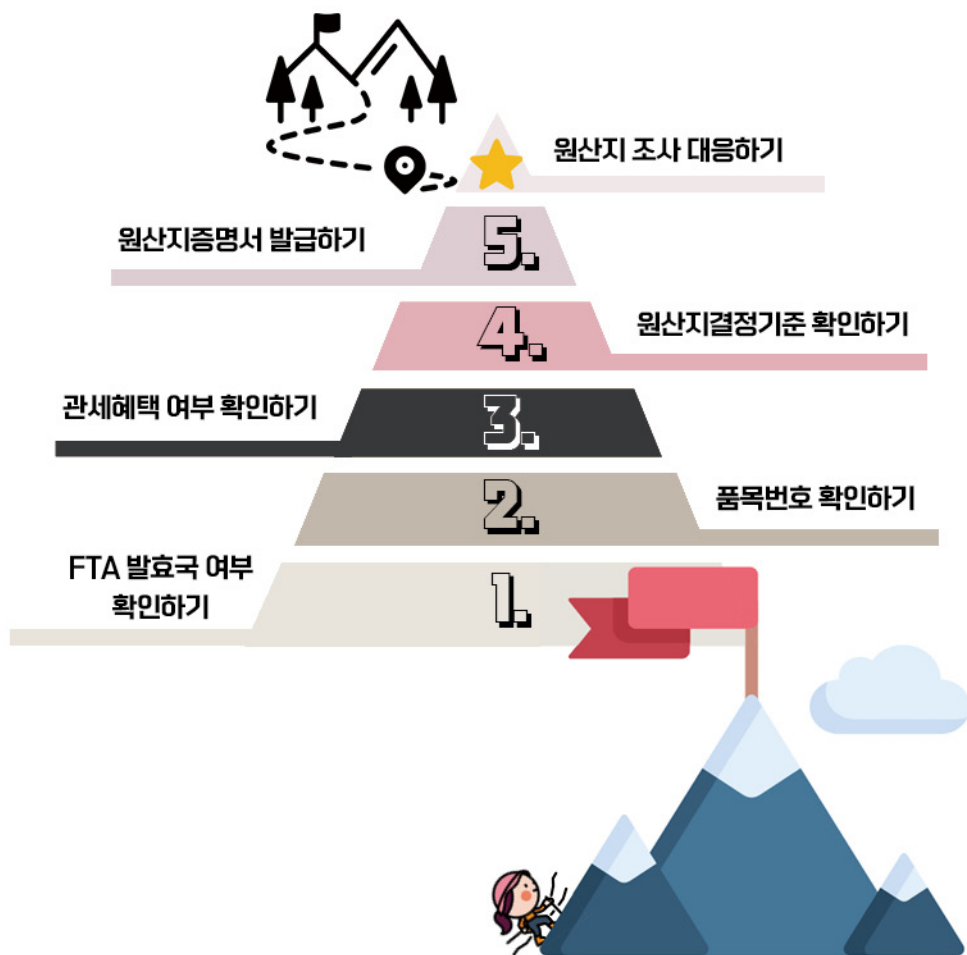 원산지 조사 대응하기
원산지증명서 발급하기
5.
4.
원산지결정기준 확인하기
관세혜택 여부 확인하기
3.
2.
품목번호 확인하기
FTA 발효국 여부
확인하기
1.